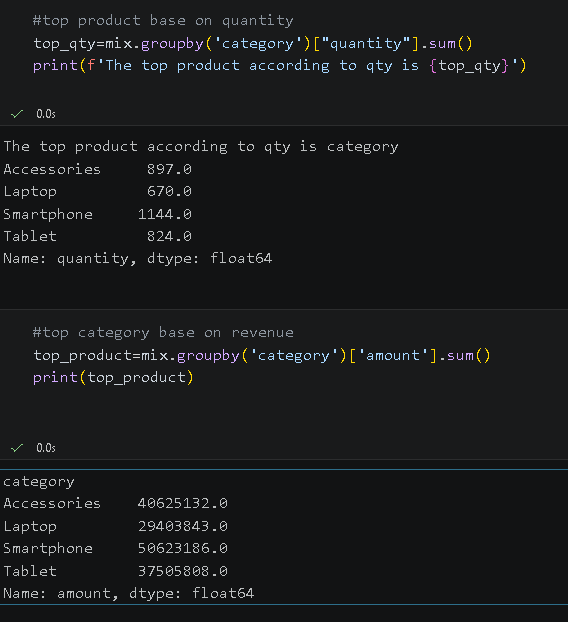 #top product base on quantity
top_qty=mix.groupby('category')["quantity"].sum()
print(f'The top product according to qty is {top_qty}')
✓ 0.0s
The top product according to qty is category
Accessories     897.0
Laptop          670.0
Smartphone     1144.0
Tablet          824.0
Name: quantity, dtype: float64
#top category base on revenue
top_product=mix.groupby('category')['amount'].sum()
print(top_product)
✓ 0.0s
category
Accessories    40625132.0
Laptop         29403843.0
Smartphone     50623186.0
Tablet         37505808.0
Name: amount, dtype: float64